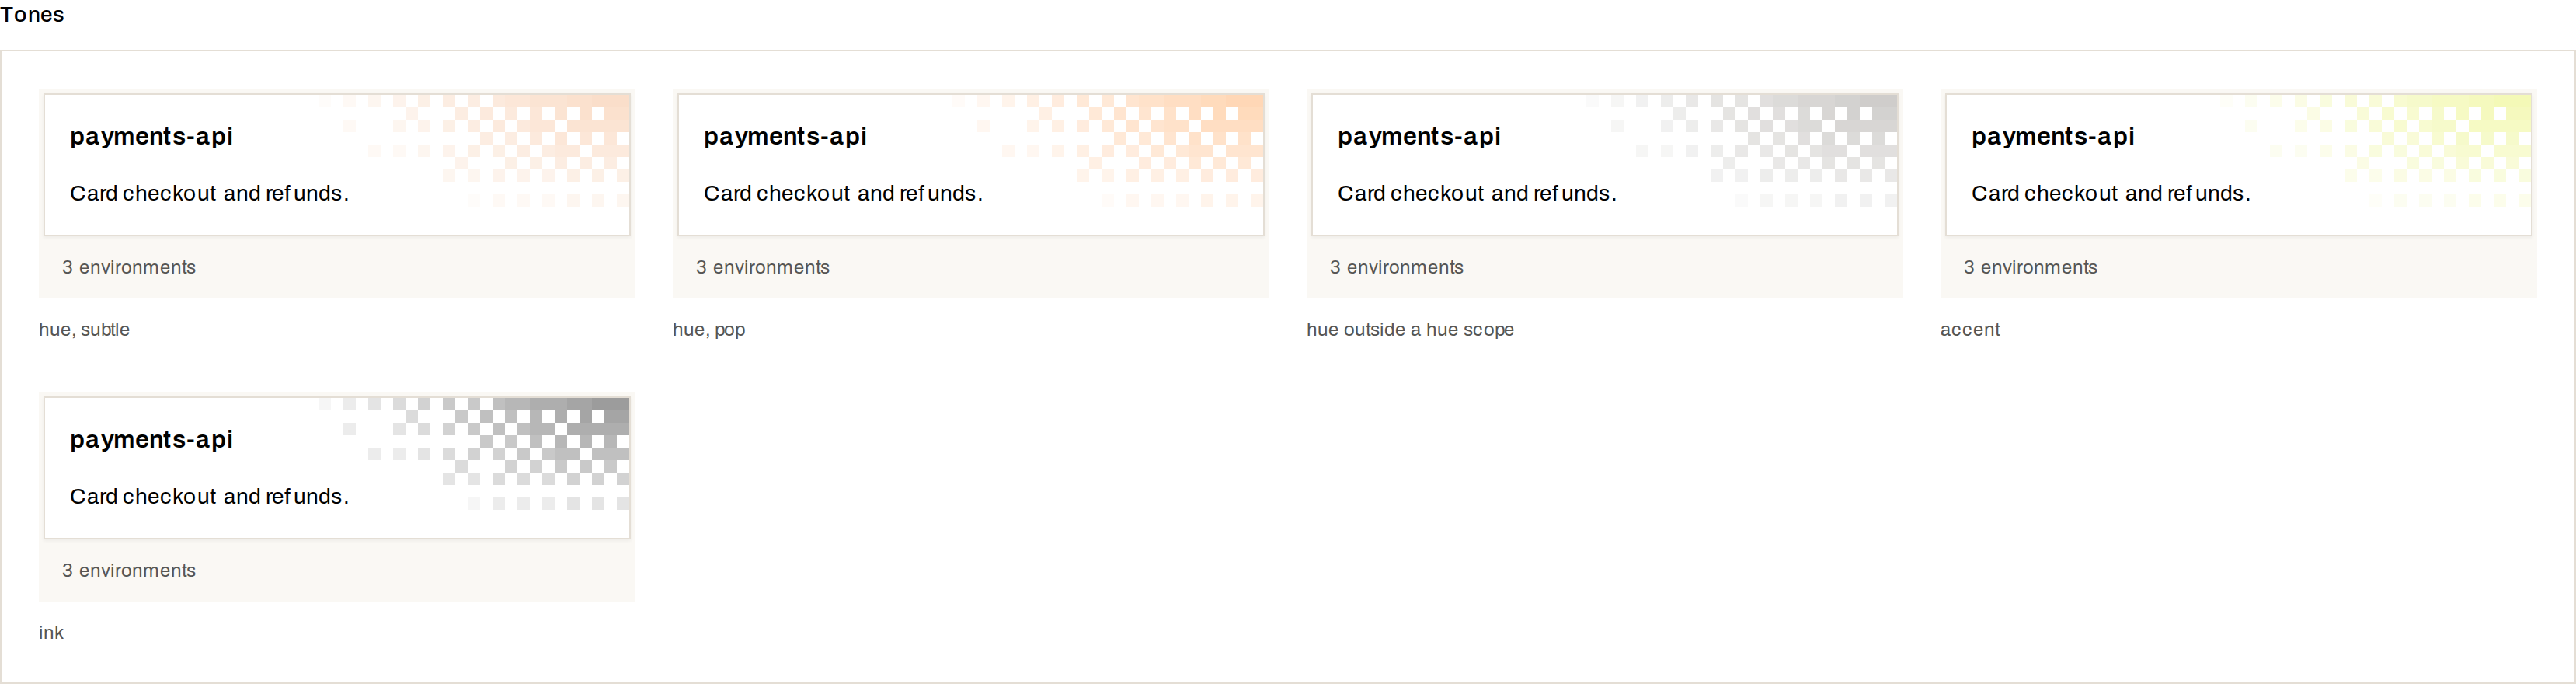 Tones
payments-api
Card checkout and refunds.
3 environments
hue, subtle
payments-api
Card checkout and refunds.
3 environments
hue, pop
payments-api
Card checkout and refunds.
3 environments
hue outside a hue scope
payments-api
Card checkout and refunds.
3 environments
accent
payments-api
Card checkout and refunds.
3 environments
ink